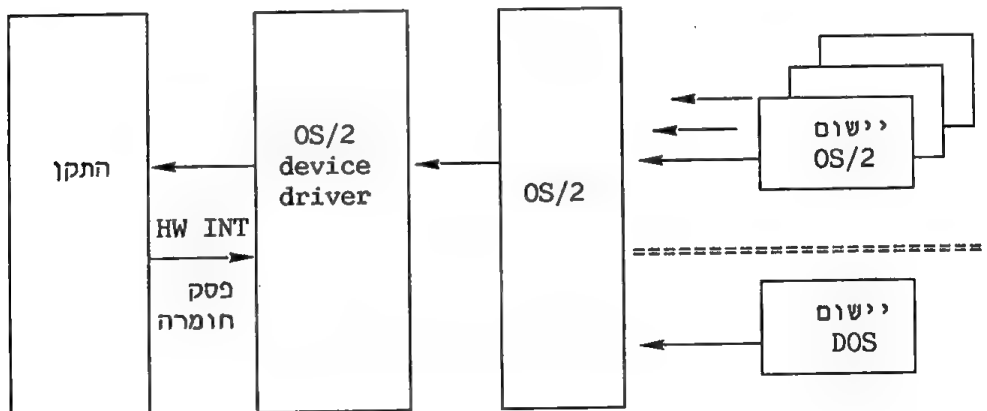 התקן
HW INT
פסק
חומרה
OS/2
device
driver
OS/2
יישום
OS/2
יישום
DOS